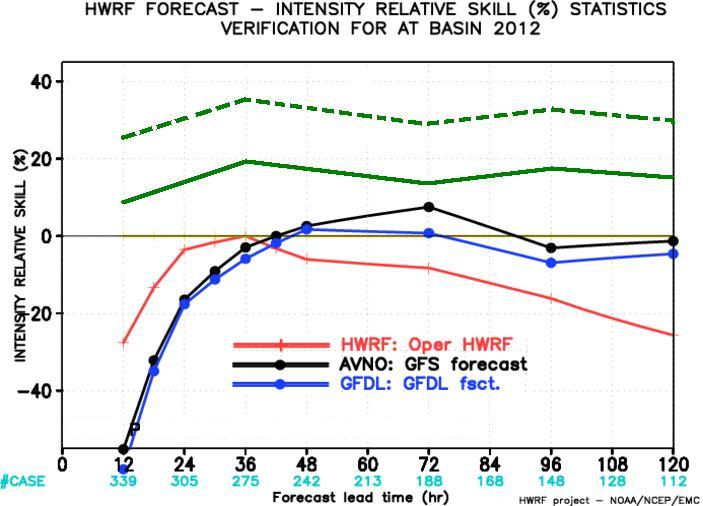 HWRF FORECAST – INTENSITY RELATIVE SKILL (%) STATISTICS
VERIFICATION FOR AT BASIN 2012
INTENSITY RELATIVE SKILL (%)
40
20
0
-20
-40
HWRF: Oper HWRF
AVNO: GFS forecast
GFDL: GFDL fsct.
0 12 24 36 48 60 72 84 96 108 120
#CASE 339 305 275 242 213 188 168 148 128 112
Forecast lead time (hr)
HWRF project – NOAA/NCEP/EMC